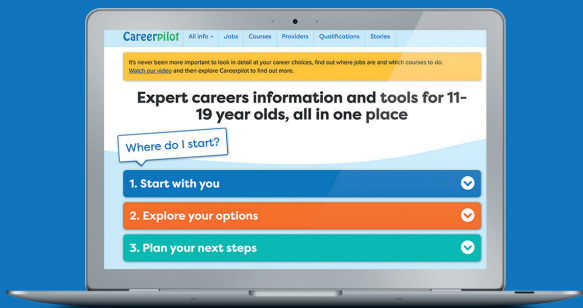 Careerpilot All info Jobs Courses Providers Qualifications Stories
It's never been more important to look in detail at your career choices, find out where jobs are and which courses to do.
Watch our video and then explore Careerpilot to find out more.
Expert careers information and tools for 11-
19 year olds, all in one place
Where do I start?
1. Start with you
2. Explore your options
3. Plan your next steps